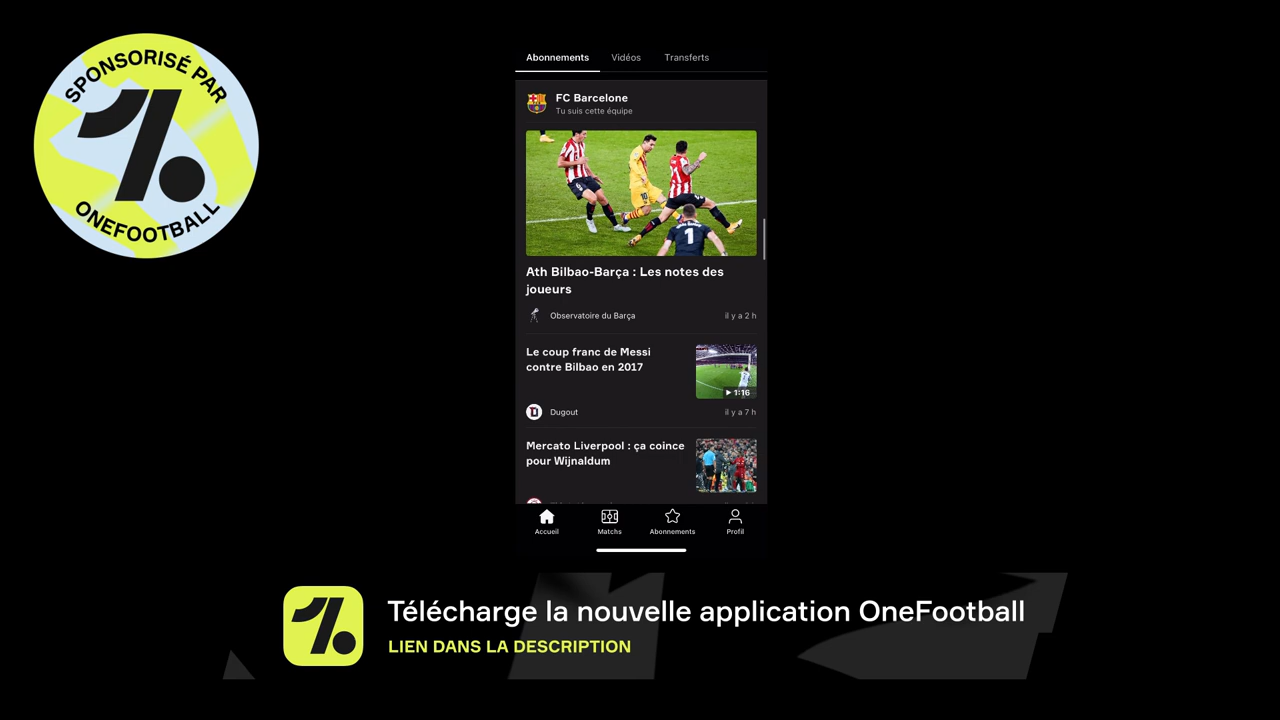 SPONSORISÉ PAR
ONEFOOTBALL
Abonnements Vidéos Transferts
FC Barcelone
Tu suis cette équipe
10
1
Ath Bilbao-Barça : Les notes des
joueurs
Observatoire du Barça il y a 2 h
Le coup franc de Messi
contre Bilbao en 2017
1:16
Dugout il y a 7 h
Mercato Liverpool : ça coince
pour Wijnaldum
Accueil Matchs Abonnements Profil
Télécharge la nouvelle application OneFootball
LIEN DANS LA DESCRIPTION